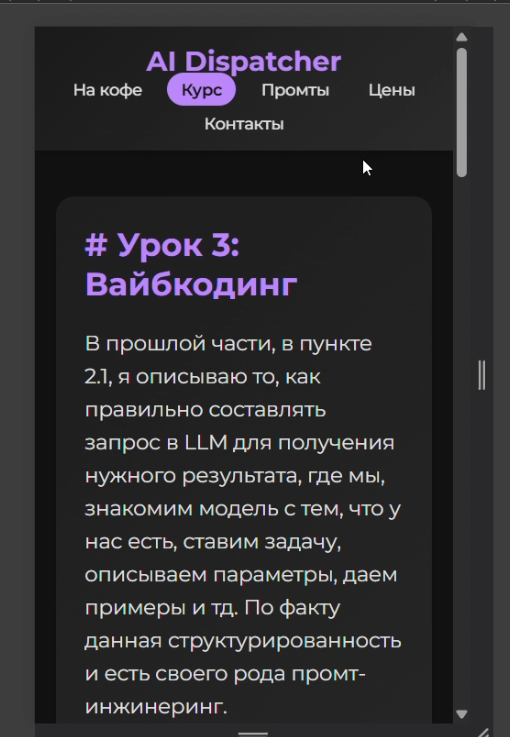 AI Dispatcher
На кофе Курс Промты Цены
Контакты
# Урок 3:
Вайбкодинг
В прошлой части, в пункте
2.1, я описываю то, как
правильно составлять
запрос в LLM для получения
нужного результата, где мы,
знакомим модель с тем, что у
нас есть, ставим задачу,
описываем параметры, даем
примеры и тд. По факту
данная структурированность
и есть своего рода промт-
инжинеринг.